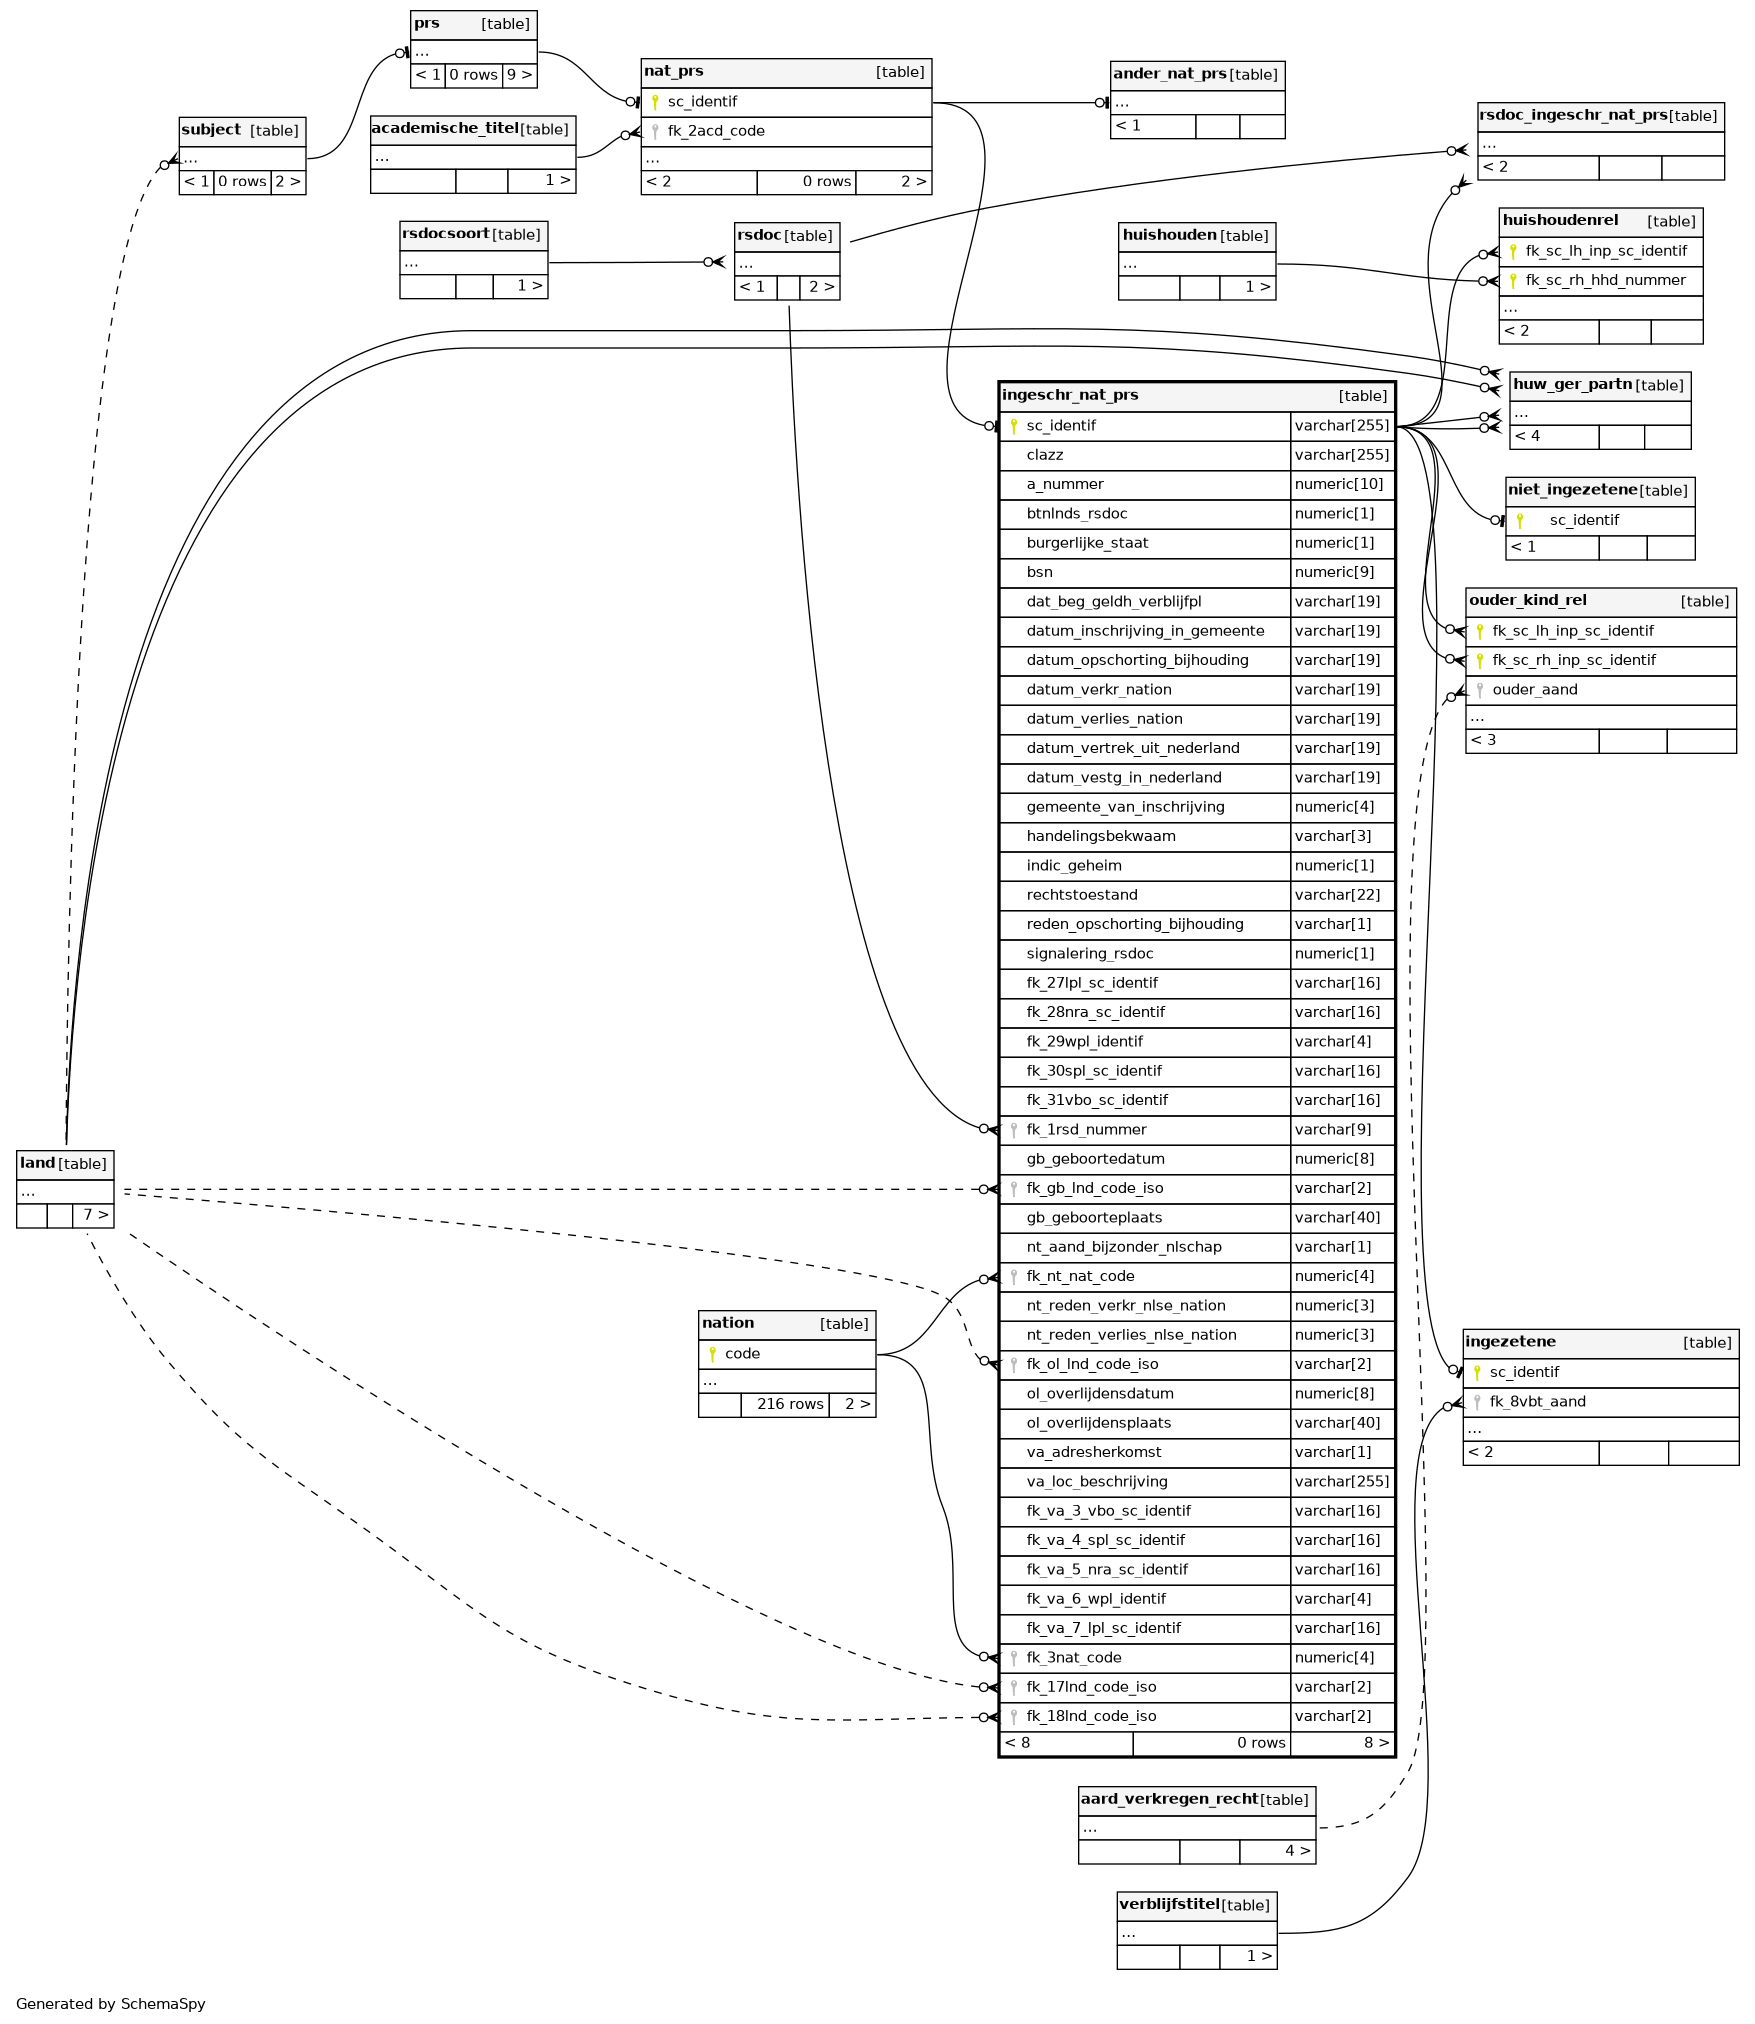 prs [table]
...
< 1 0 rows 9 >
nat_prs [table]
sc_identif
fk_2acd_code
...
< 2 0 rows 2 >
ander_nat_prs [table]
...
< 1
rsdoc_ingeschr_nat_prs [table]
...
< 2
subject [table]
...
< 1 0 rows 2 >
academische_titel [table]
...
1 >
rsdocsoort [table]
...
1 >
rsdoc [table]
...
< 1 2 >
huishouden [table]
...
1 >
huishoudenrel [table]
fk_sc_lh_inp_sc_identif
fk_sc_rh_hhd_nummer
...
< 2
huw_ger_partn [table]
...
< 4
niet_ingezetene [table]
sc_identif
< 1
ouder_kind_rel [table]
fk_sc_lh_inp_sc_identif
fk_sc_rh_inp_sc_identif
ouder_aand
...
< 3
ingeschr_nat_prs [table]
sc_identif varchar[255]
clazz varchar[255]
a_nummer numeric[10]
btnlnds_rsdoc numeric[1]
burgerlijke_staat numeric[1]
bsn numeric[9]
dat_beg_geldh_verblijfpl varchar[19]
datum_inschrijving_in_gemeente varchar[19]
datum_opschorting_bijhouding varchar[19]
datum_verkr_nation varchar[19]
datum_verlies_nation varchar[19]
datum_vertrek_uit_nederland varchar[19]
datum_vestg_in_nederland varchar[19]
gemeente_van_inschrijving numeric[4]
handelingsbekwaam varchar[3]
indic_geheim numeric[1]
rechtstoestand varchar[22]
reden_opschorting_bijhouding varchar[1]
signalering_rsdoc numeric[1]
fk_27lpl_sc_identif varchar[16]
fk_28nra_sc_identif varchar[16]
fk_29wpl_identif varchar[4]
fk_30spl_sc_identif varchar[16]
fk_31vbo_sc_identif varchar[16]
fk_1rsd_nummer varchar[9]
gb_geboortedatum numeric[8]
fk_gb_lnd_code_iso varchar[2]
gb_geboorteplaats varchar[40]
nt_aand_bijzonder_nlschap varchar[1]
fk_nt_nat_code numeric[4]
nt_reden_verkr_nlse_nation numeric[3]
nt_reden_verlies_nlse_nation numeric[3]
fk_ol_lnd_code_iso varchar[2]
ol_overlijdensdatum numeric[8]
ol_overlijdensplaats varchar[40]
va_adresherkomst varchar[1]
va_loc_beschrijving varchar[255]
fk_va_3_vbo_sc_identif varchar[16]
fk_va_4_spl_sc_identif varchar[16]
fk_va_5_nra_sc_identif varchar[16]
fk_va_6_wpl_identif varchar[4]
fk_va_7_lpl_sc_identif varchar[16]
fk_3nat_code numeric[4]
fk_17lnd_code_iso varchar[2]
fk_18lnd_code_iso varchar[2]
< 8 0 rows 8 >
land [table]
...
7 >
nation [table]
code
...
216 rows 2 >
ingezetene [table]
sc_identif
fk_8vbt_aand
...
< 2
aard_verkregen_recht [table]
...
4 >
verblijfstitel [table]
...
1 >
Generated by SchemaSpy